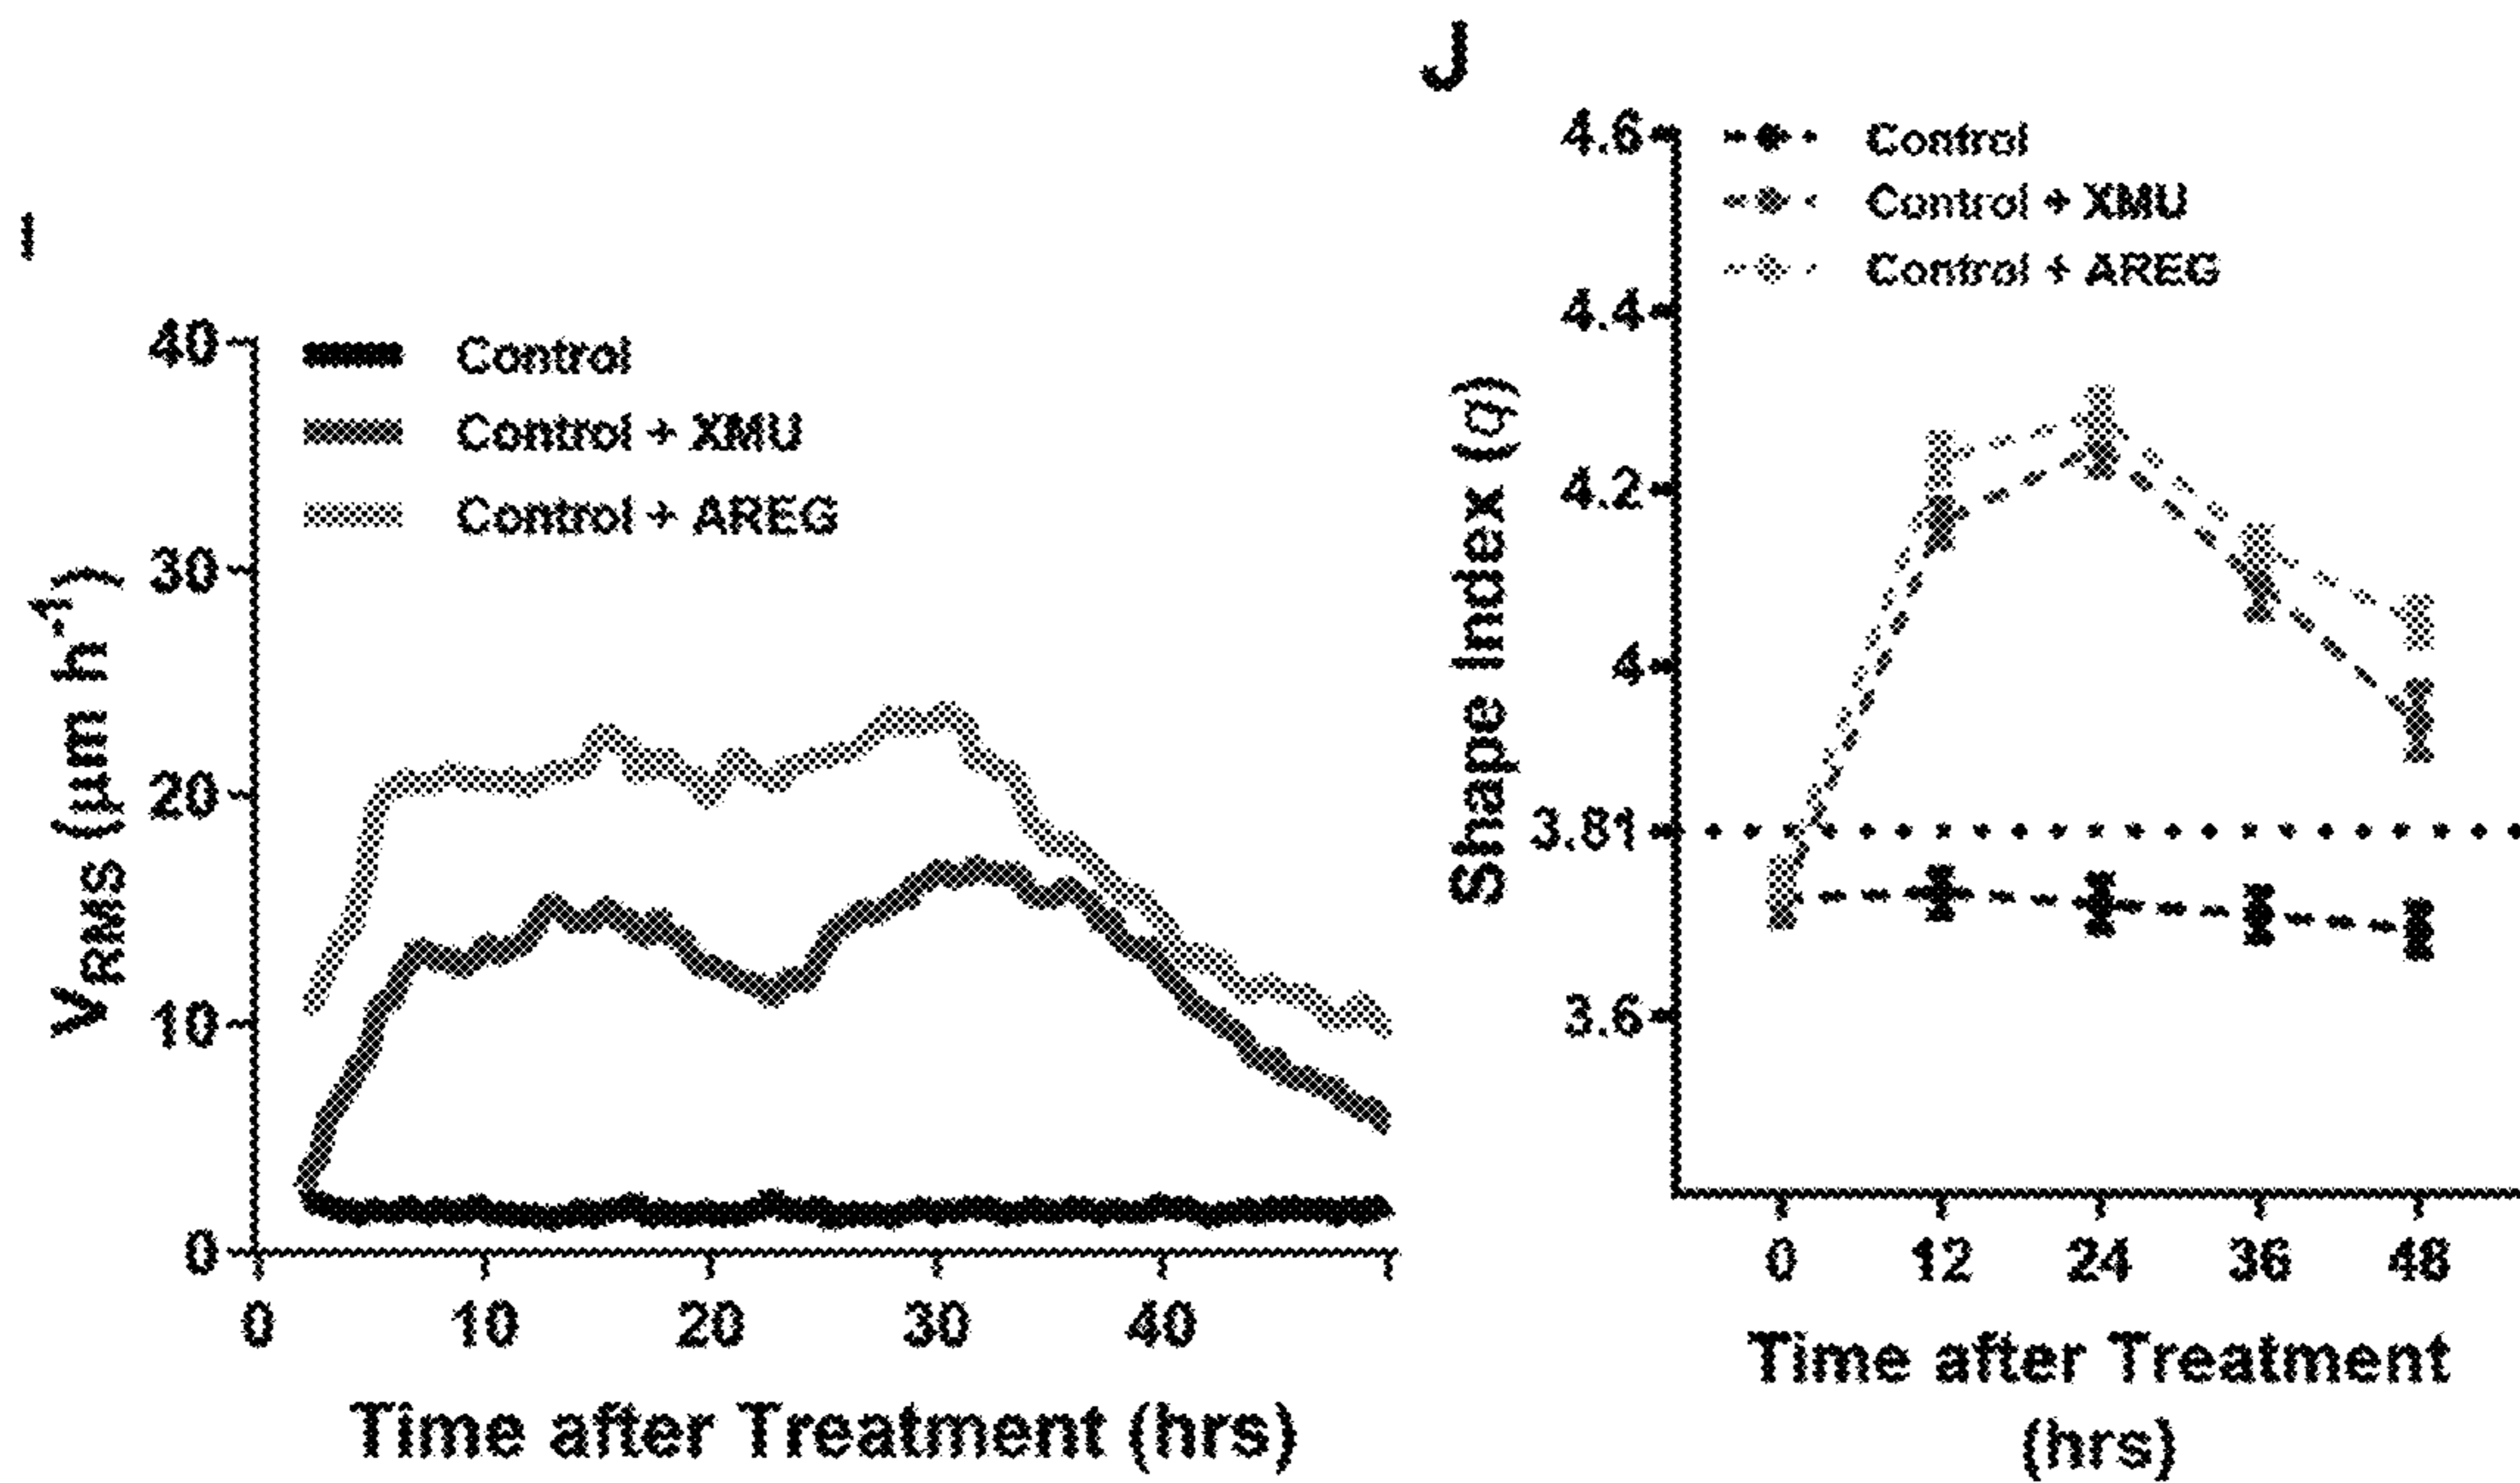 I
40
30
20
10
0
Control
Control + XMU
Control + AREG
VRMS (µm h-1)
0 10 20 30 40
Time after Treatment (hrs)
J
4.6
4.4
4.2
4
3.81
3.6
Control
Control + XMU
Control + AREG
Shape Index (q)
0 12 24 36 48
Time after Treatment
(hrs)